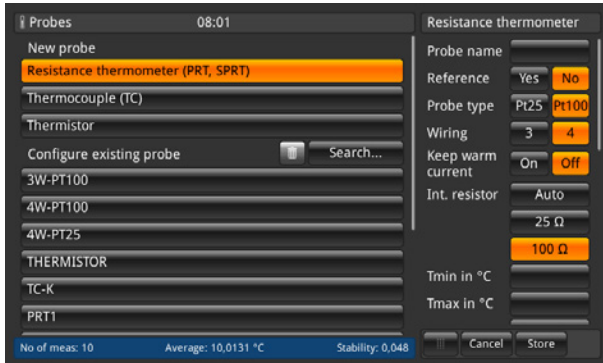 Probes 08:01
New probe
Resistance thermometer (PRT, SPRT)
Thermocouple (TC)
Thermistor
Configure existing probe Search...
3W-PT100
4W-PT100
4W-PT25
THERMISTOR
TC-K
PRT1
No of meas: 10 Average: 10,0131 °C Stability: 0,048
Resistance thermometer
Probe name
Reference Yes No
Probe type Pt25 Pt100
Wiring 3 4
Keep warm
current On Off
Int. resistor Auto
25 Ω
100 Ω
Tmin in °C
Tmax in °C
Cancel Store